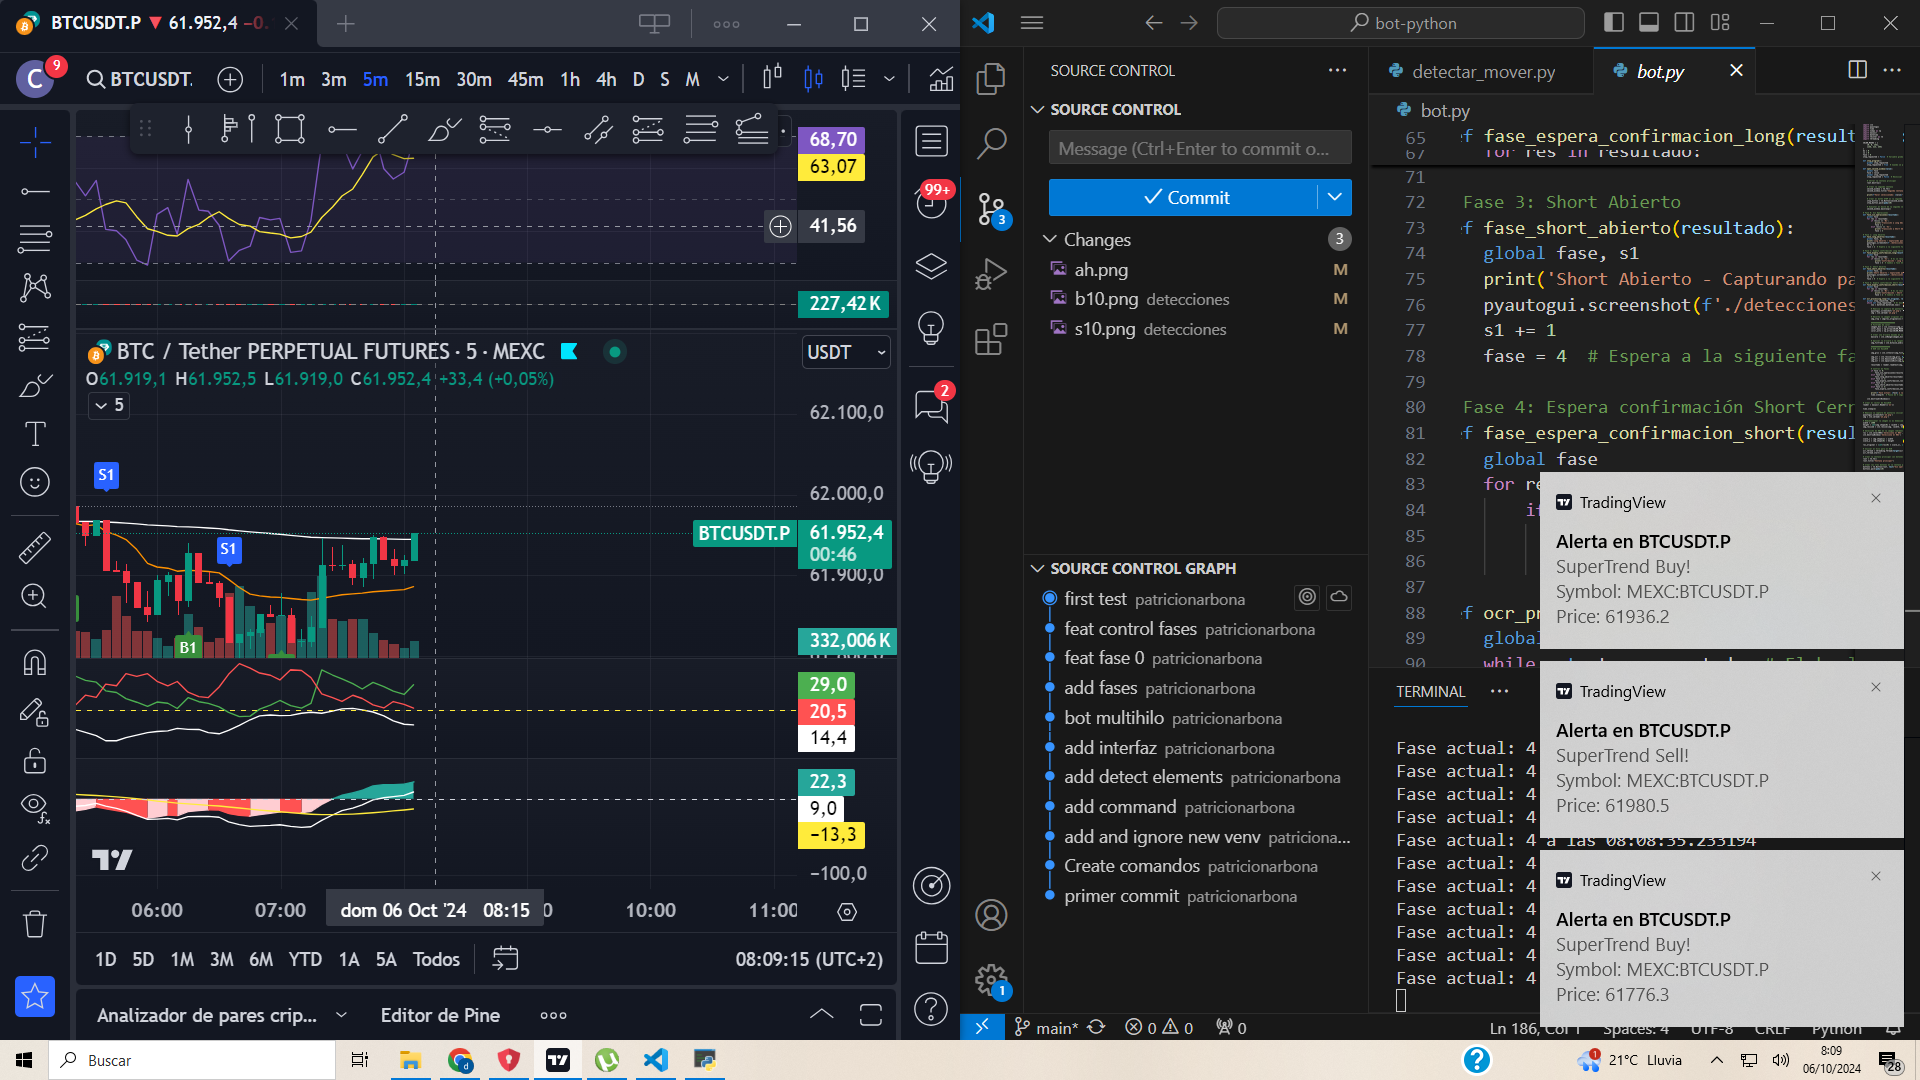 BTCUSDT.P ▼ 61.952,4 −0.
C
9
BTCUSDT.
1m 3m 5m 15m 30m 45m 1h 4h D S M
68,70
63,07
41,56
227,42 K
BTC / Tether PERPETUAL FUTURES · 5 · MEXC
USDT
O61.919,1 H61.952,5 L61.919,0 C61.952,4 +33,4 (+0,05%)
5
62.100,0
S1
62.000,0
BTCUSDT.P
61.952,4
00:46
S1
61.900,0
B1
332,006 K
29,0
20,5
14,4
22,3
9,0
−13,3
−100,0
06:00 07:00 dom 06 Oct '24 08:15 0 10:00 11:00
1D 5D 1M 3M 6M YTD 1A 5A Todos
08:09:15 (UTC+2)
Analizador de pares crip...
Editor de Pine
99+
2
bot-python
SOURCE CONTROL
SOURCE CONTROL
Message (Ctrl+Enter to commit o...
Commit
3
Changes
3
ah.png M
b10.png detecciones M
s10.png detecciones M
SOURCE CONTROL GRAPH
first test patricionarbona
feat control fases patricionarbona
feat fase 0 patricionarbona
add fases patricionarbona
bot multihilo patricionarbona
add interfaz patricionarbona
add detect elements patricionarbona
add command patricionarbona
add and ignore new venv patriciona...
Create comandos patricionarbona
primer commit patricionarbona
1
detectar_mover.py
bot.py
bot.py
65 f fase_espera_confirmacion_long(result
67 for res in resultado:
71
72 Fase 3: Short Abierto
73 f fase_short_abierto(resultado):
74 global fase, s1
75 print('Short Abierto - Capturando pa
76 pyautogui.screenshot(f'./detecciones
77 s1 += 1
78 fase = 4 # Espera a la siguiente fa
79
80 Fase 4: Espera confirmación Short Cerr
81 f fase_espera_confirmacion_short(resul
82 global fase
83 for re
84 if
85
86
87
88 f ocr_pr
89 global
90 while
TERMINAL
Fase actual: 4
Fase actual: 4
Fase actual: 4
Fase actual: 4
Fase actual: 4 a las 08:08:35.233194
Fase actual: 4
Fase actual: 4
Fase actual: 4
Fase actual: 4
Fase actual: 4
Fase actual: 4
TradingView
Alerta en BTCUSDT.P
SuperTrend Buy!
Symbol: MEXC:BTCUSDT.P
Price: 61936.2
TradingView
Alerta en BTCUSDT.P
SuperTrend Sell!
Symbol: MEXC:BTCUSDT.P
Price: 61980.5
TradingView
Alerta en BTCUSDT.P
SuperTrend Buy!
Symbol: MEXC:BTCUSDT.P
Price: 61776.3
main* 0 0 0
Ln 186, Col 1 Spaces: 4 UTF-8 CRLF Python
Buscar
1
21°C Lluvia
8:09
06/10/2024
28